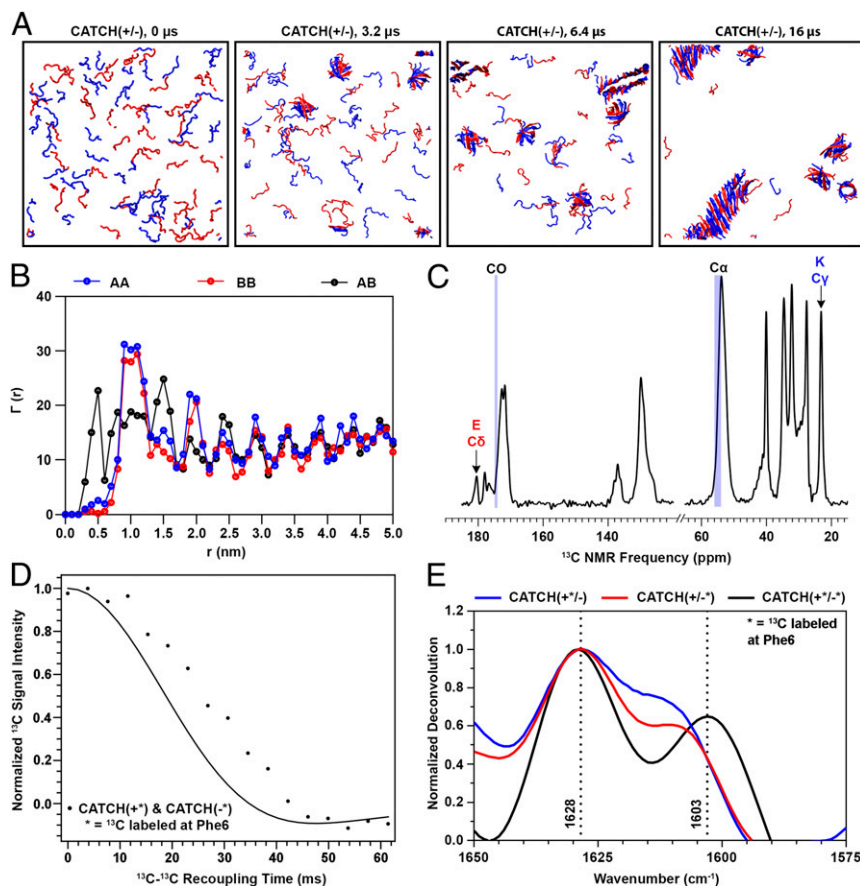 A
CATCH(+/-), 0 µs
CATCH(+/-), 3.2 µs
CATCH(+/-), 6.4 µs
CATCH(+/-), 16 µs
B
AA
BB
AB
40
30
20
10
0
Γ (r)
0.0 0.5 1.0 1.5 2.0 2.5 3.0 3.5 4.0 4.5 5.0
r (nm)
C
CO
Cα
K
Cγ
E
Cδ
180 160 140 60 40 20
¹³C NMR Frequency (ppm)
D
1.0
0.8
0.6
0.4
0.2
0.0
Normalized ¹³C Signal Intensity
CATCH(+*) & CATCH(-*)
* = ¹³C labeled at Phe6
0 10 20 30 40 50 60
¹³C-¹³C Recoupling Time (ms)
E
CATCH(+*/-)
CATCH(+/-*)
CATCH(+*/-*)
* = ¹³C labeled
at Phe6
1.2
1.0
0.8
0.6
0.4
0.2
0.0
Normalized Deconvolution
1628
1603
1650 1625 1600 1575
Wavenumber (cm⁻¹)